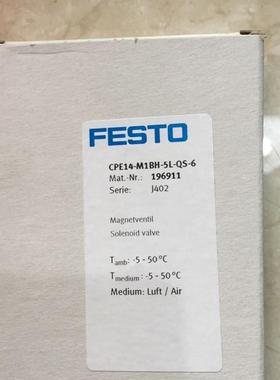 FESTO
CPE14-M1BH-5L-QS-6
Mat.-Nr.: 196911
Serie: J402
Magnetventil
Solenoid valve
Tamb: -5 - 50 °C
Tmedium: -5 - 50 °C
Medium: Luft / Air